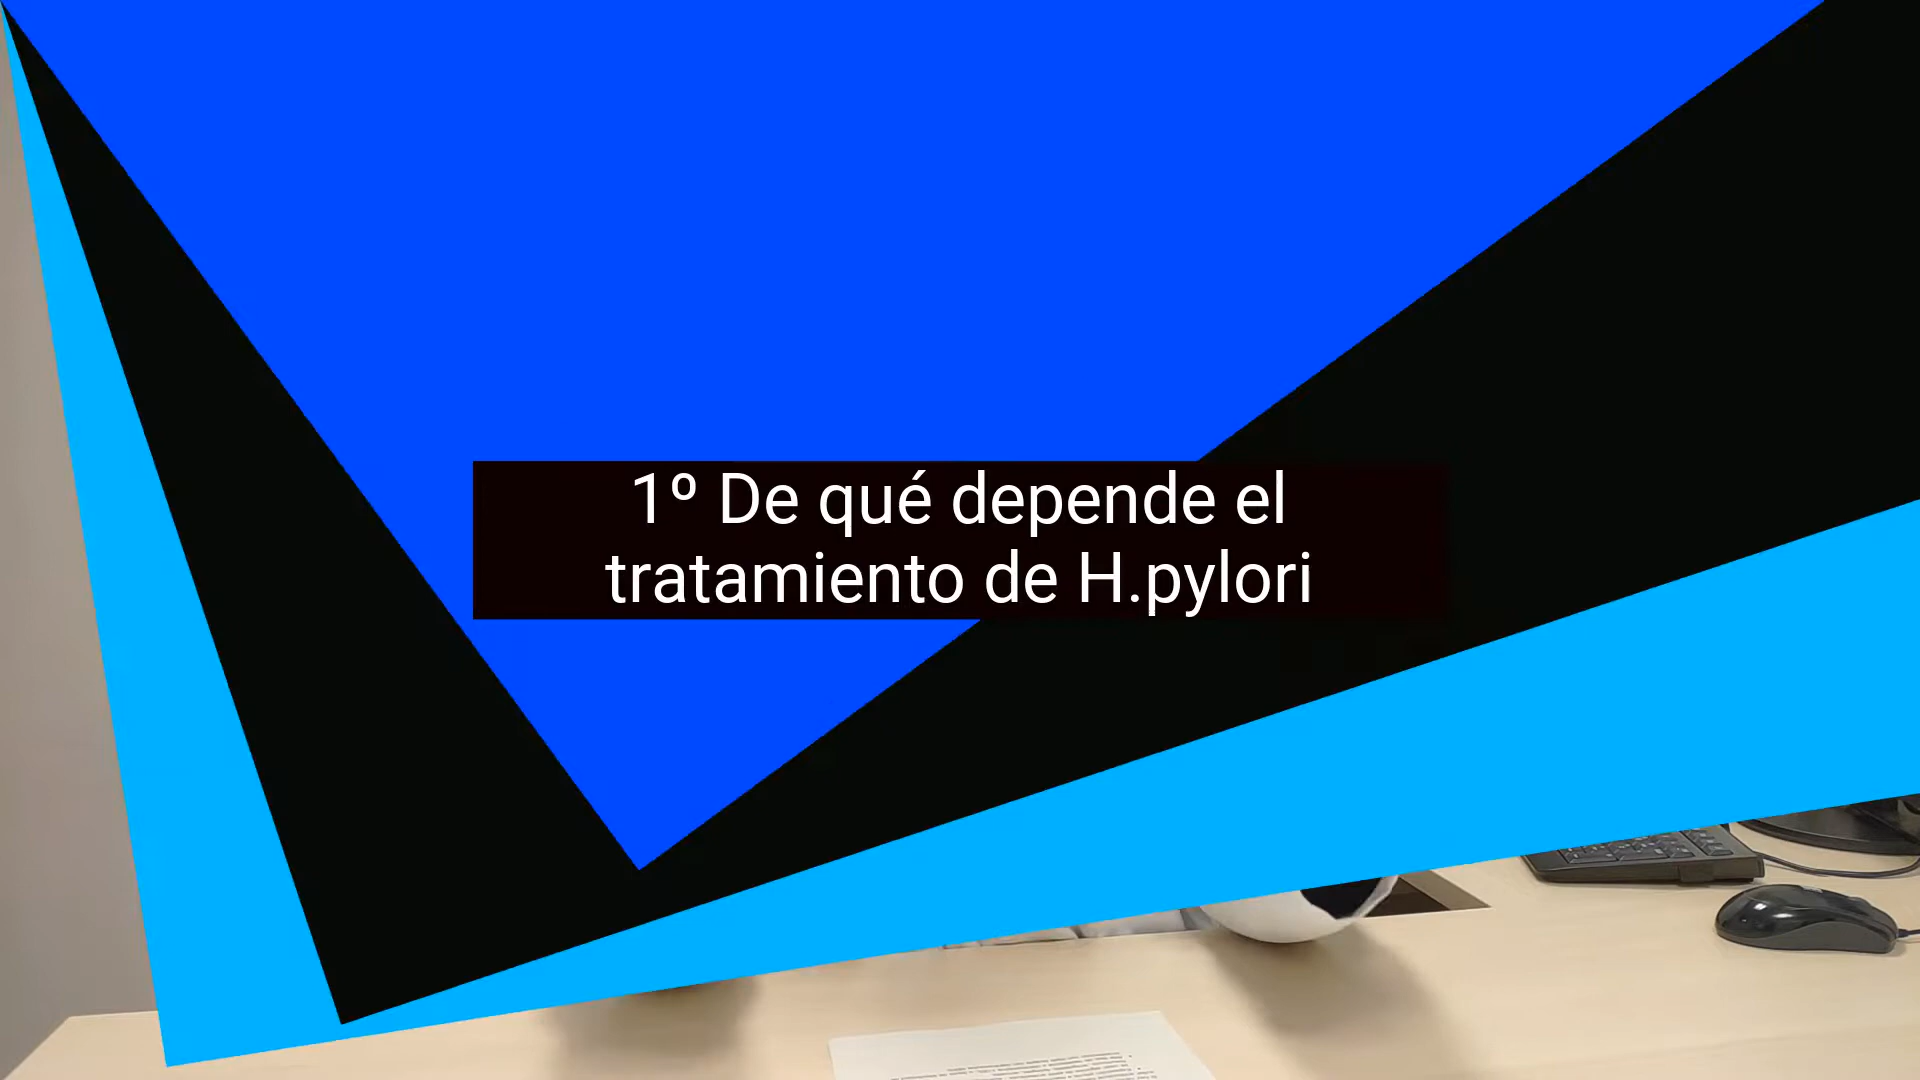 1º De qué depende el
tratamiento de H.pylori